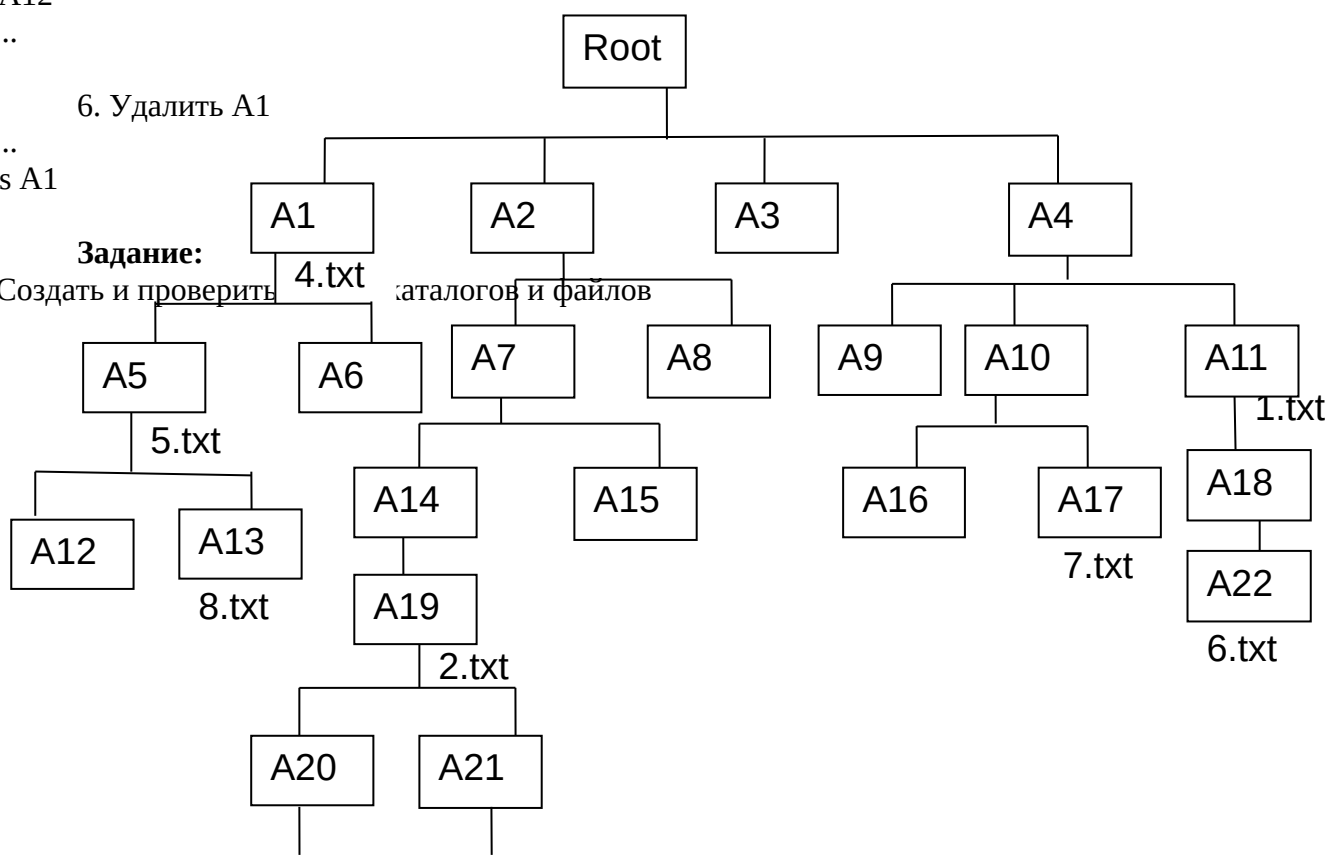 A12
..
Root
6. Удалить А1
..
s A1
A1
A2
A3
A4
Задание:
4.txt
Создать и проверить каталогов и файлов
A5
A6
A7
A8
A9
A10
A11
1.txt
5.txt
A12
A13
A14
A15
A16
A17
A18
8.txt
A19
7.txt
A22
2.txt
6.txt
A20
A21